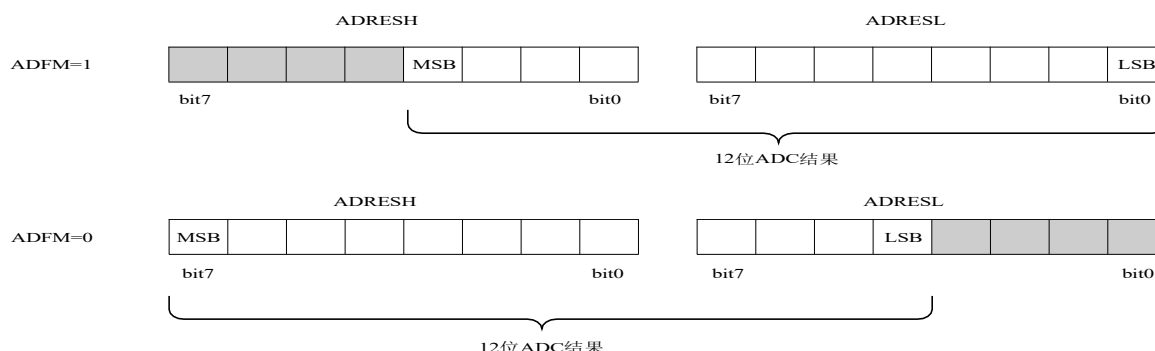 ADRESH ADRESL
ADFM=1 MSB LSB
bit7 bit0 bit7 bit0
12位ADC结果
ADRESH ADRESL
ADFM=0 MSB LSB
bit7 bit0 bit7 bit0
12位ADC结果